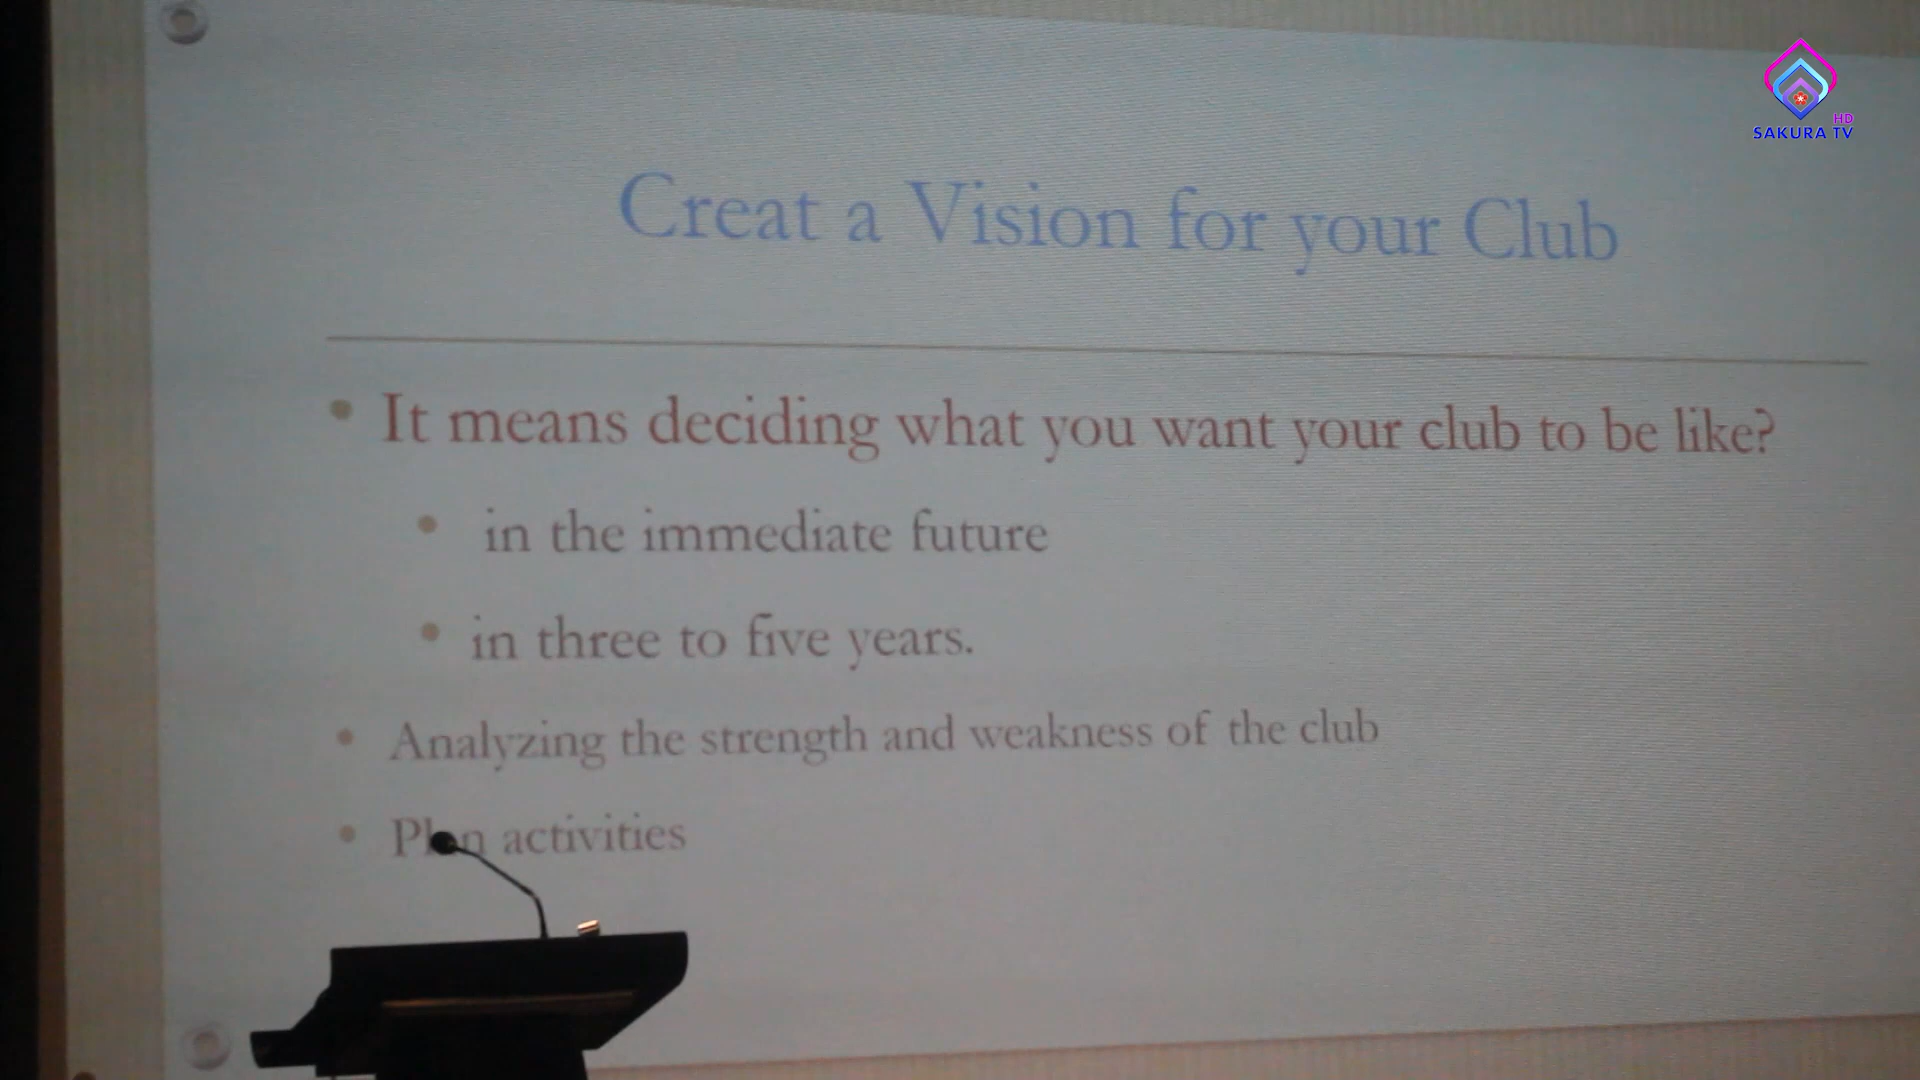 HD
SAKURA TV
Creat a Vision for your Club
• It means deciding what you want your club to be like?
• in the immediate future
• in three to five years.
• Analyzing the strength and weakness of the club
• Plan activities